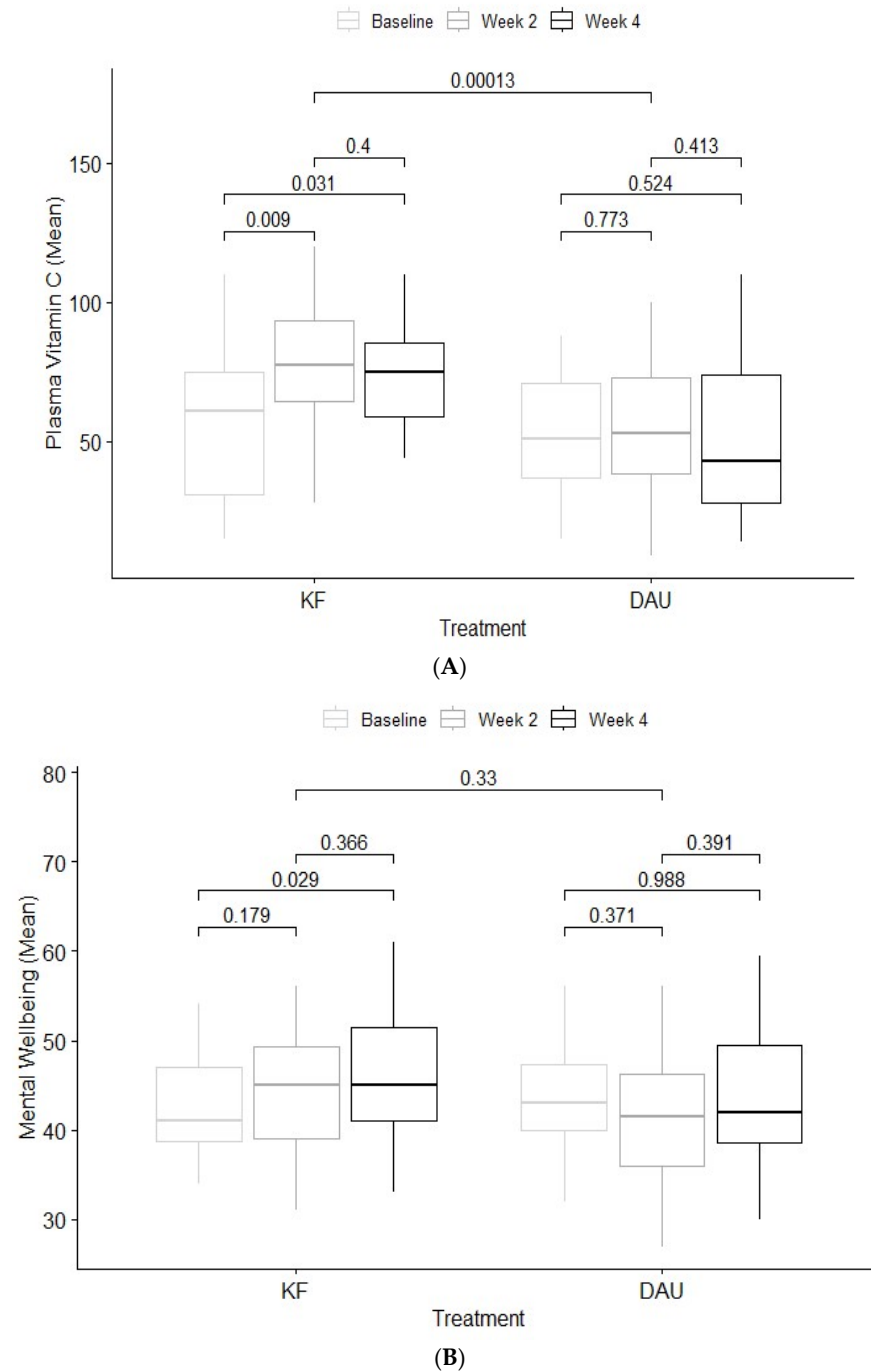 Baseline Week 2 Week 4
Plasma Vitamin C (Mean)
0.00013
0.4 0.413
150
0.031 0.524
0.009 0.773
100
50
KF DAU
Treatment
(A)
Baseline Week 2 Week 4
Mental Wellbeing (Mean)
80
0.33
70
0.366 0.391
0.029 0.988
0.179 0.371
60
50
40
30
KF DAU
Treatment
(B)